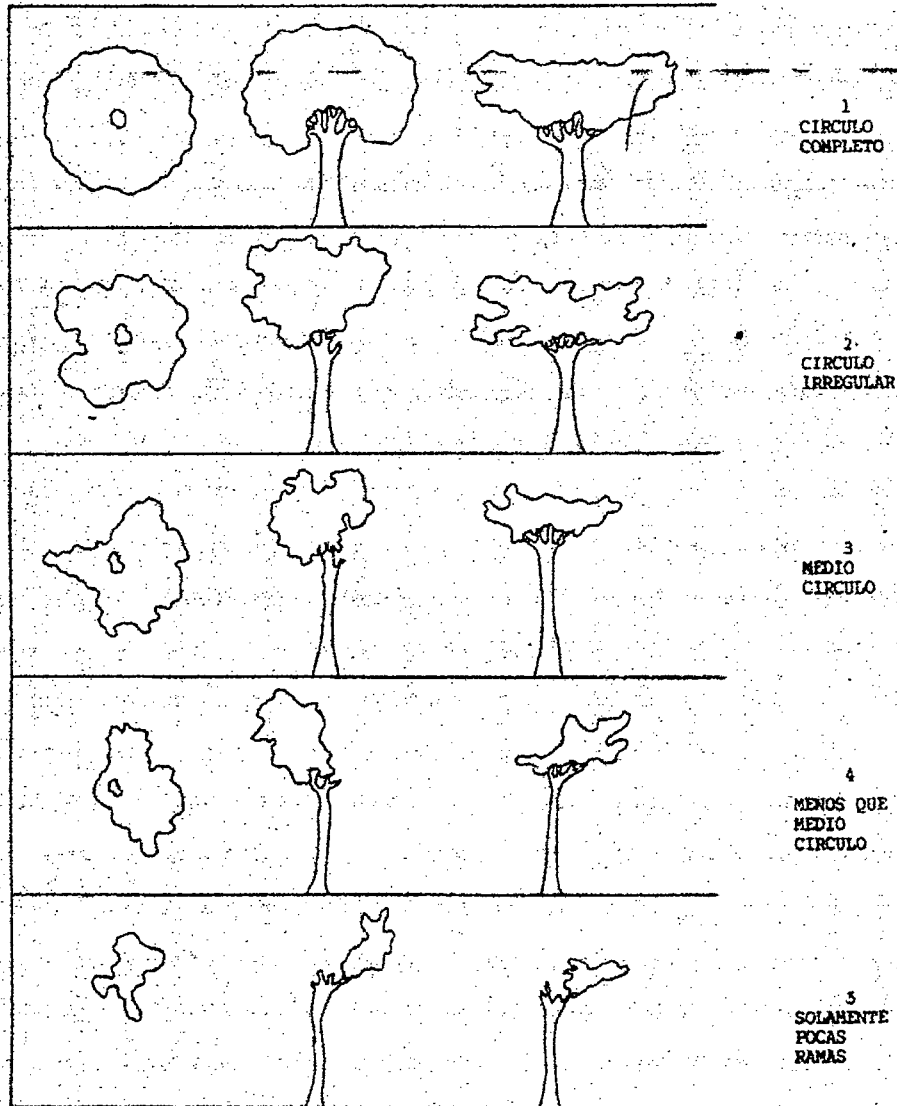 1
CIRCULO
COMPLETO
2
CIRCULO
IRREGULAR
3
MEDIO
CIRCULO
4
MENOS QUE
MEDIO
CIRCULO
5
SOLAMENTE
POCAS
RAMAS